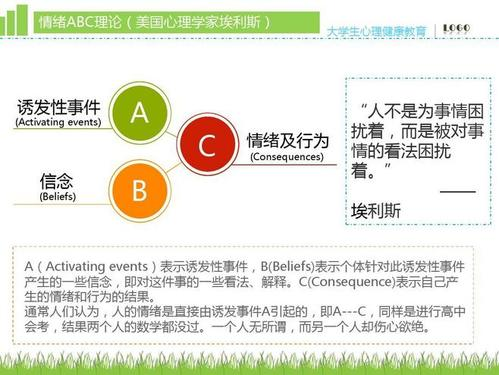 情绪ABC理论（美国心理学家埃利斯）
大学生心理健康教育
LOGO
诱发性事件
(Activating events)
A
C
情绪及行为
(Consequences)
信念
(Beliefs)
B
“人不是为事情困
扰着，而是被对事
情的看法困扰
着。”
——
埃利斯
A（Activating events）表示诱发性事件，B(Beliefs)表示个体针对此诱发性事件
产生的一些信念，即对这件事的一些看法、解释。C(Consequence)表示自己产
生的情绪和行为的结果。
通常人们认为，人的情绪是直接由诱发事件A引起的，即A---C，同样是进行高中
会考，结果两个人的数学都没过。一个人无所谓，而另一个人却伤心欲绝。